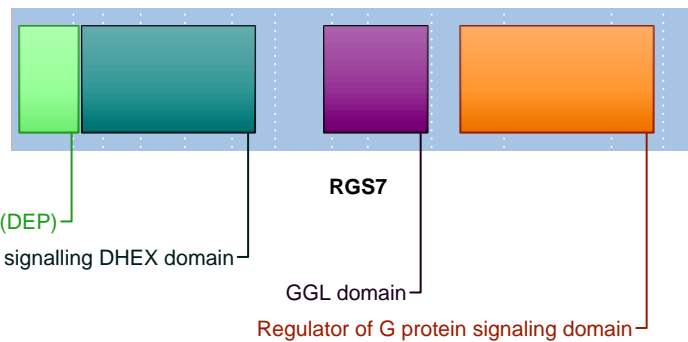 RGS7
(DEP)
signalling DHEX domain
GGL domain
Regulator of G protein signaling domain